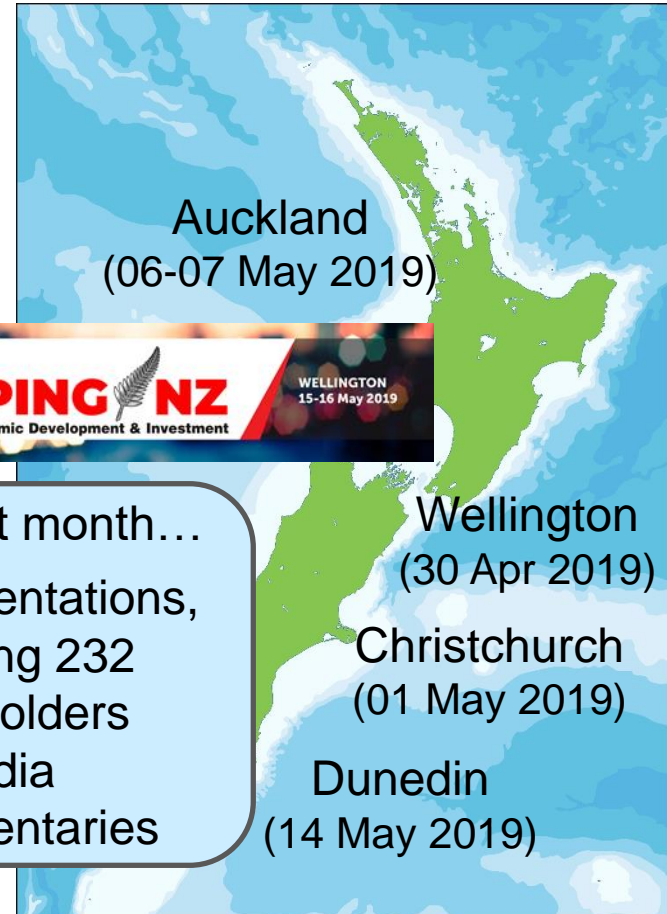 Auckland
(06-07 May 2019)
PING NZ
mic Development & Investment
WELLINGTON
15-16 May 2019
t month…
entations,
ng 232
olders
dia
entaries
Wellington
(30 Apr 2019)
Christchurch
(01 May 2019)
Dunedin
(14 May 2019)